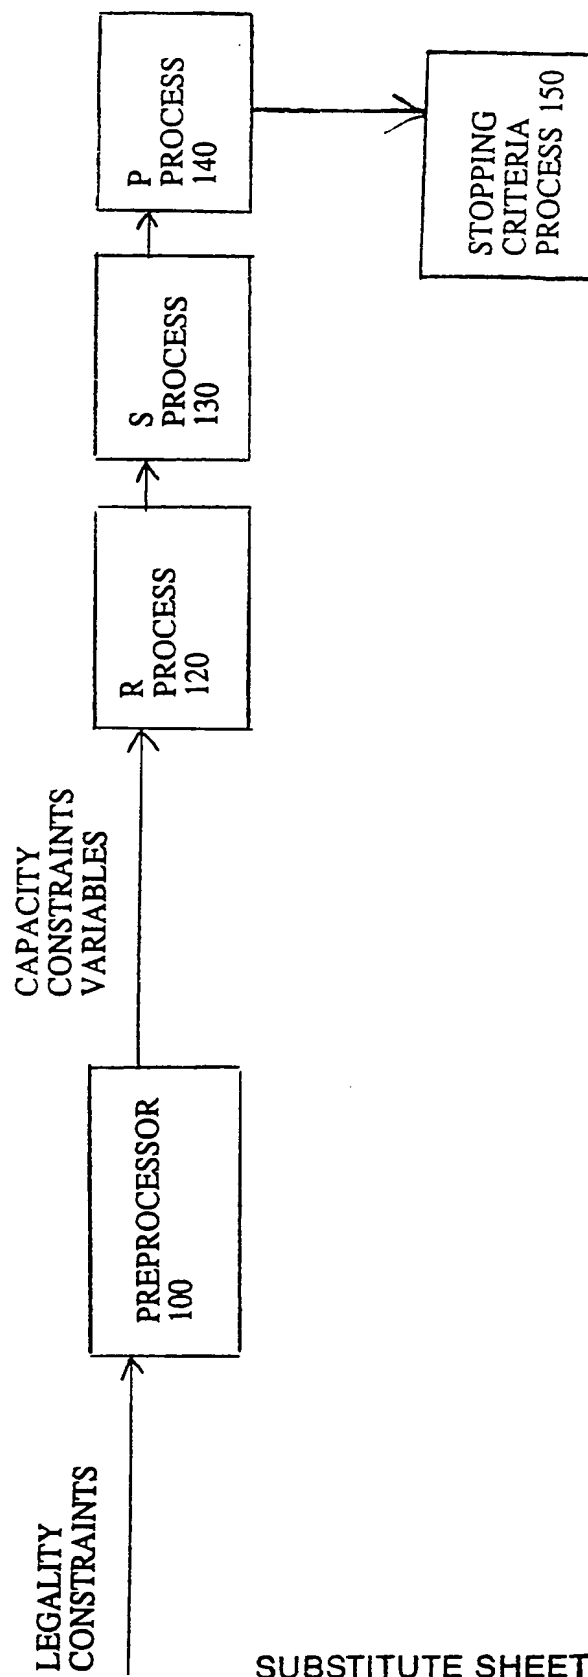 LEGALITY
CONSTRAINTS
PREPROCESSOR
100
CAPACITY
CONSTRAINTS
VARIABLES
R
PROCESS
120
S
PROCESS
130
P
PROCESS
140
STOPPING
CRITERIA
PROCESS 150
SUBSTITUTE SHEET